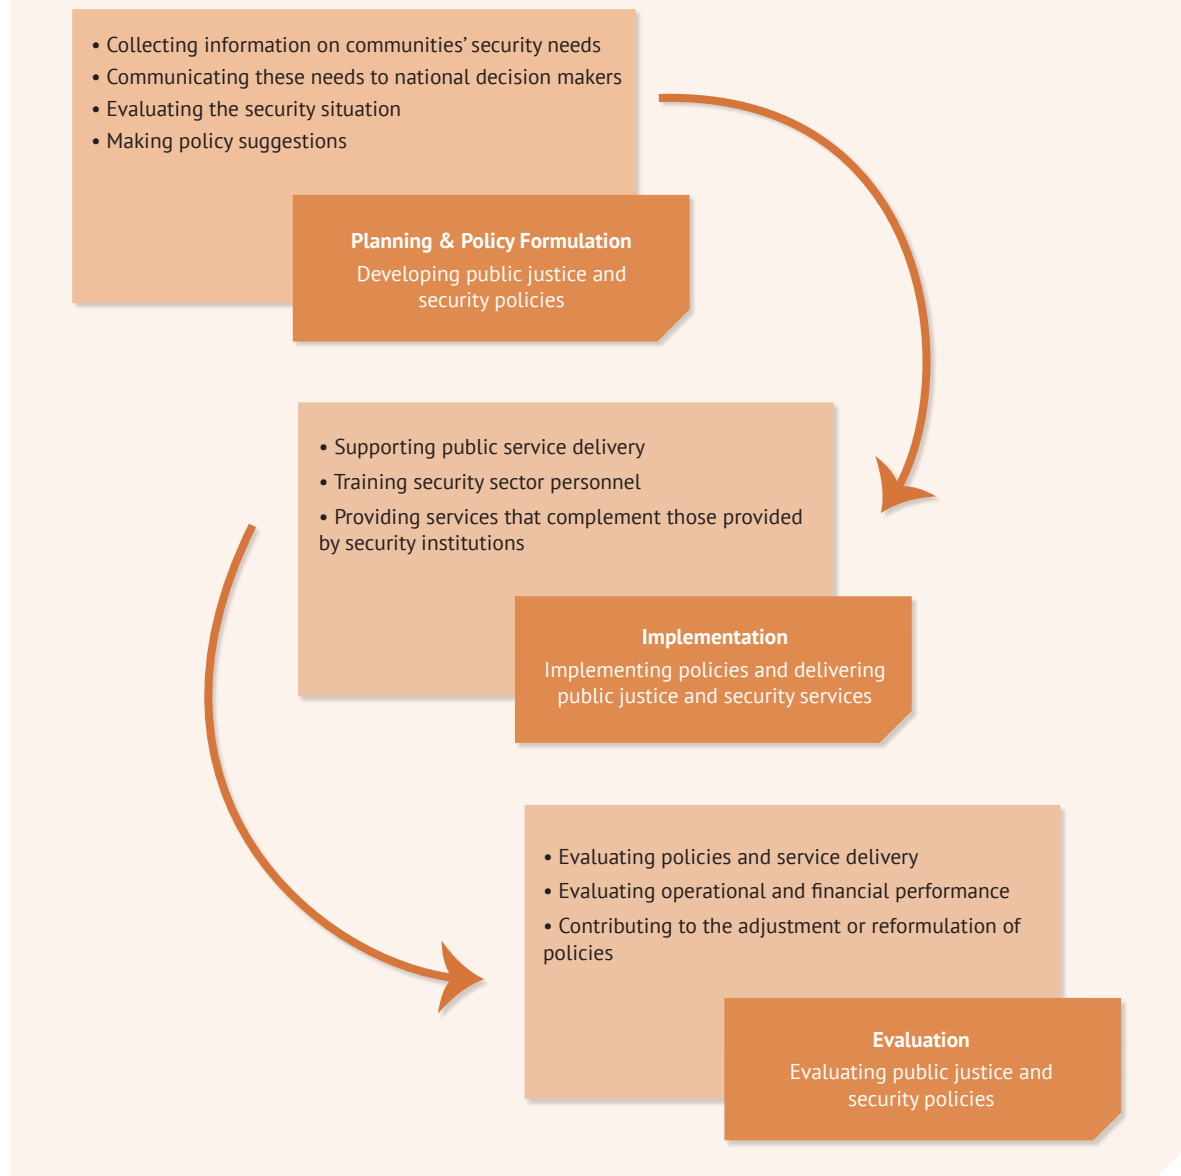 • Collecting information on communities’ security needs
• Communicating these needs to national decision makers
• Evaluating the security situation
• Making policy suggestions
Planning & Policy Formulation
Developing public justice and
security policies
• Supporting public service delivery
• Training security sector personnel
• Providing services that complement those provided
by security institutions
Implementation
Implementing policies and delivering
public justice and security services
• Evaluating policies and service delivery
• Evaluating operational and financial performance
• Contributing to the adjustment or reformulation of
policies
Evaluation
Evaluating public justice and
security policies